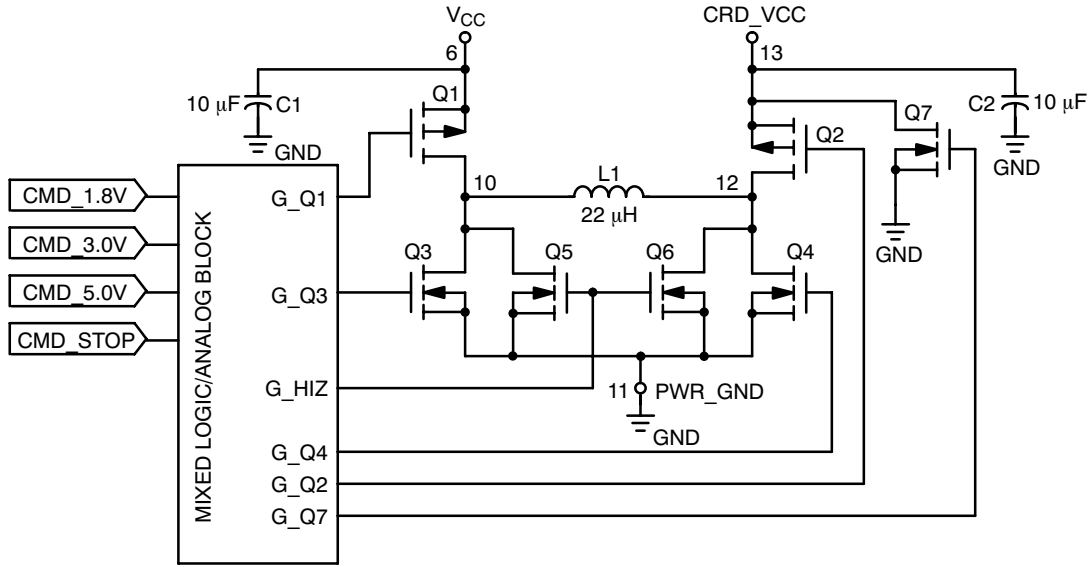 VCC
CRD_VCC
6
13
10 μF
C1
Q1
Q2
Q7
C2
10 μF
GND
GND
L1
10
12
22 μH
GND
CMD_1.8V
CMD_3.0V
CMD_5.0V
CMD_STOP
MIXED LOGIC/ANALOG BLOCK
G_Q1
G_Q3
G_HIZ
G_Q4
G_Q2
G_Q7
Q3
Q5
Q6
Q4
11
PWR_GND
GND